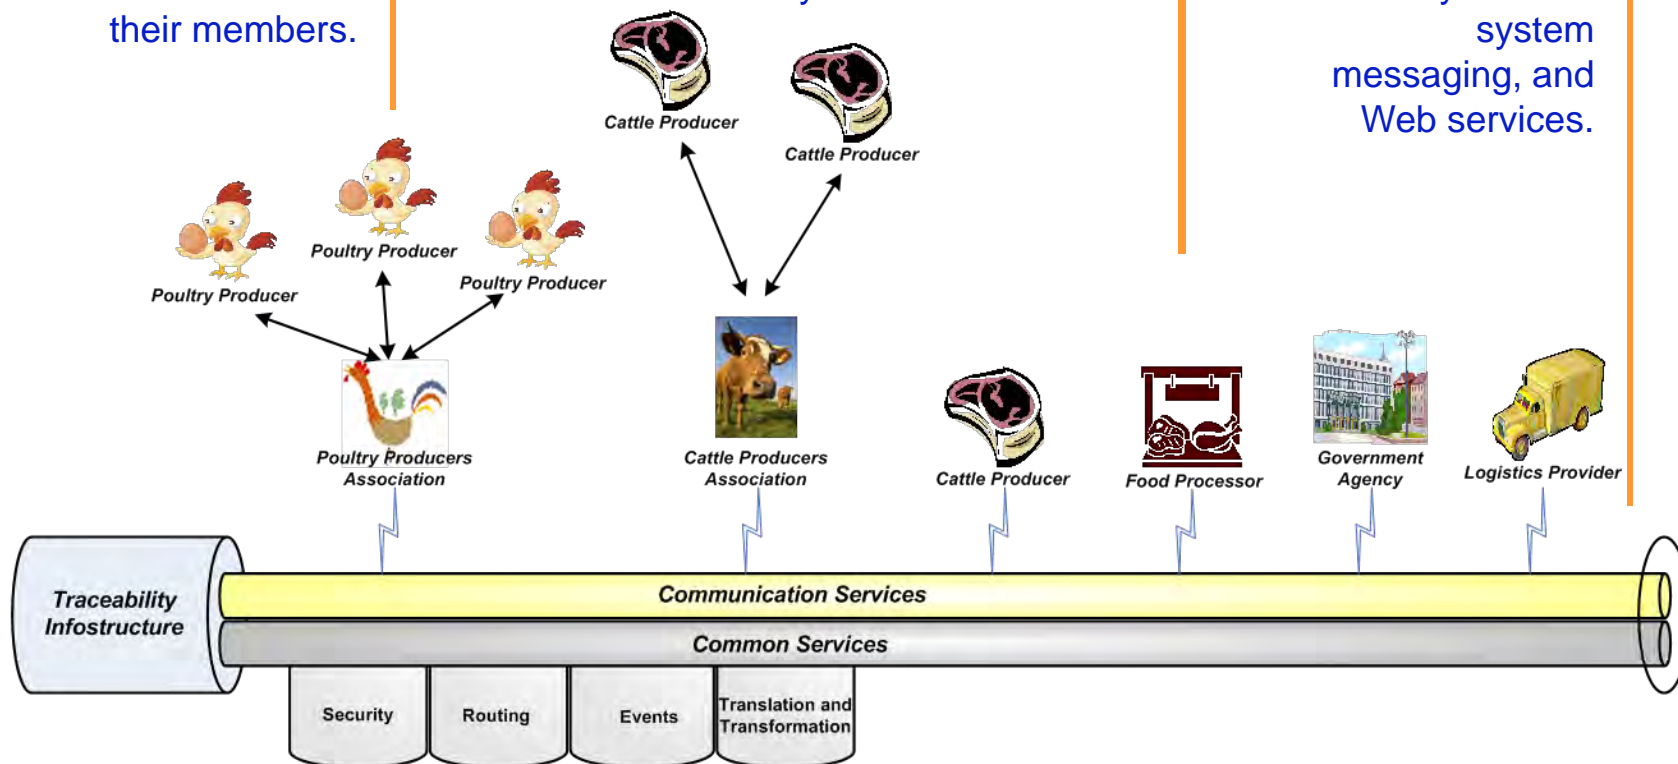 their members.
system
messaging, and
Web services.
Cattle Producer
Cattle Producer
Poultry Producer
Poultry Producer
Poultry Producer
Poultry Producers
Association
Cattle Producers
Association
Cattle Producer
Food Processor
Government
Agency
Logistics Provider
Traceability
Infostructure
Communication Services
Common Services
Security
Routing
Events
Translation and
Transformation